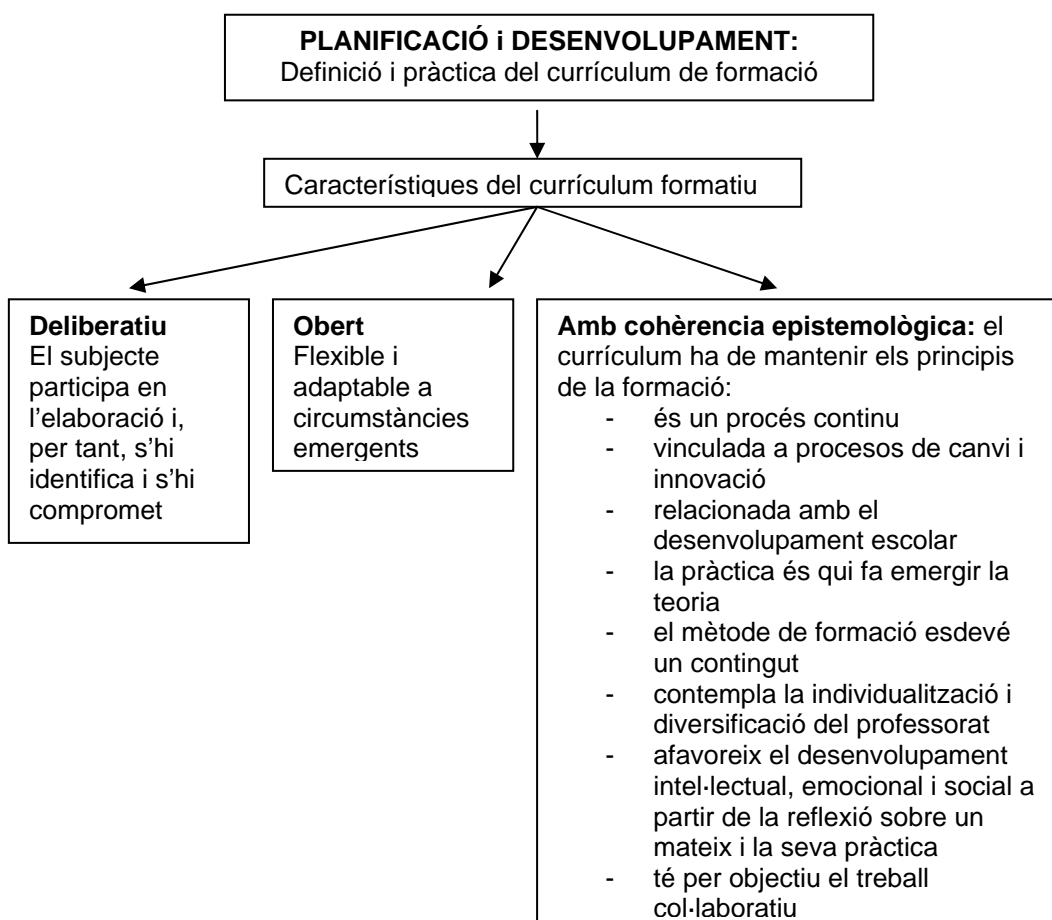 PLANIFICACIÓ i DESENVOLUPAMENT:
Definició i pràctica del currículum de formació
Característiques del currículum formatiu
Deliberatiu
El subjecte
participa en
l’elaboració i,
per tant, s’hi
identifica i s’hi
compromet
Obert
Flexible i
adaptable a
circumstàncies
emergents
Amb cohèrencia epistemològica: el
currículum ha de mantenir els principis
de la formació:
- és un procés continu
- vinculada a procesos de canvi i
innovació
- relacionada amb el
desenvolupament escolar
- la pràctica és qui fa emergir la
teoria
- el mètode de formació esdevé
un contingut
- contempla la individualització i
diversificació del professorat
- afavoreix el desenvolupament
intel·lectual, emocional i social a
partir de la reflexió sobre un
mateix i la seva pràctica
- té per objectiu el treball
col·laboratiu